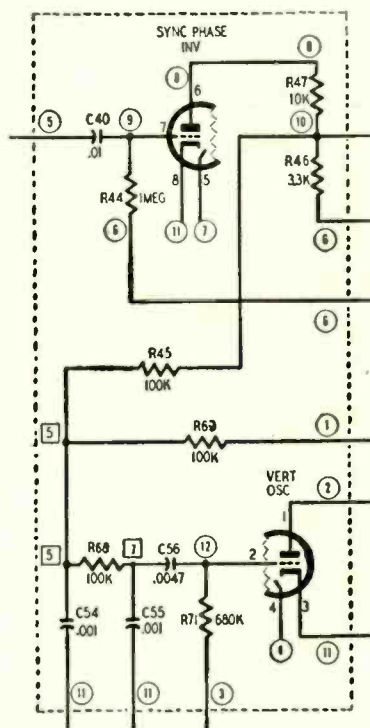 SYNC PHASE
INV
8
8
6
R47
10K
5
C40
.01
9
7
10
R44
1MEG
8
5
R46
3.3K
6
11
7
6
6
R45
100K
5
R69
100K
1
VERT
OSC
2
1
5
R68
100K
7
C56
.0047
12
2
4
3
C54
.001
C55
.001
R71
680K
11
11
11
3